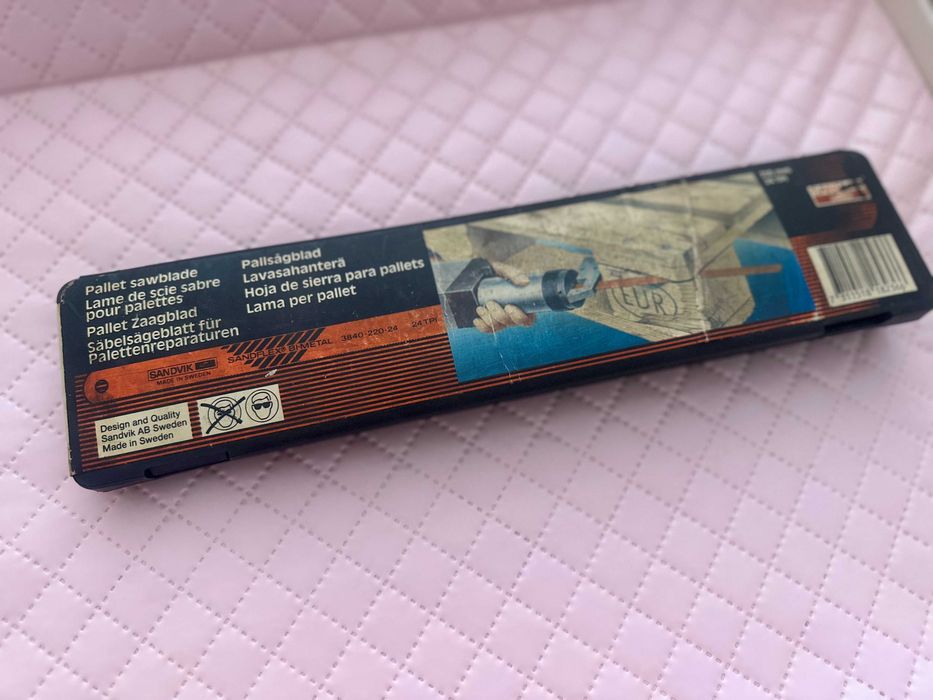 Pallet sawblade
Lame de scie sabre
pour palettes
Pallet Zaagblad
Säbelsägeblatt für
Palettenreparaturen
Pallsågblad
Lavasahanterä
Hoja de sierra para pallets
Lama per pallet
SANDVIK
MADE IN SWEDEN
SANDFLEX® BI-METAL
3840-220-24
24 TPI
Design and Quality
Sandvik AB Sweden
Made in Sweden
EUR